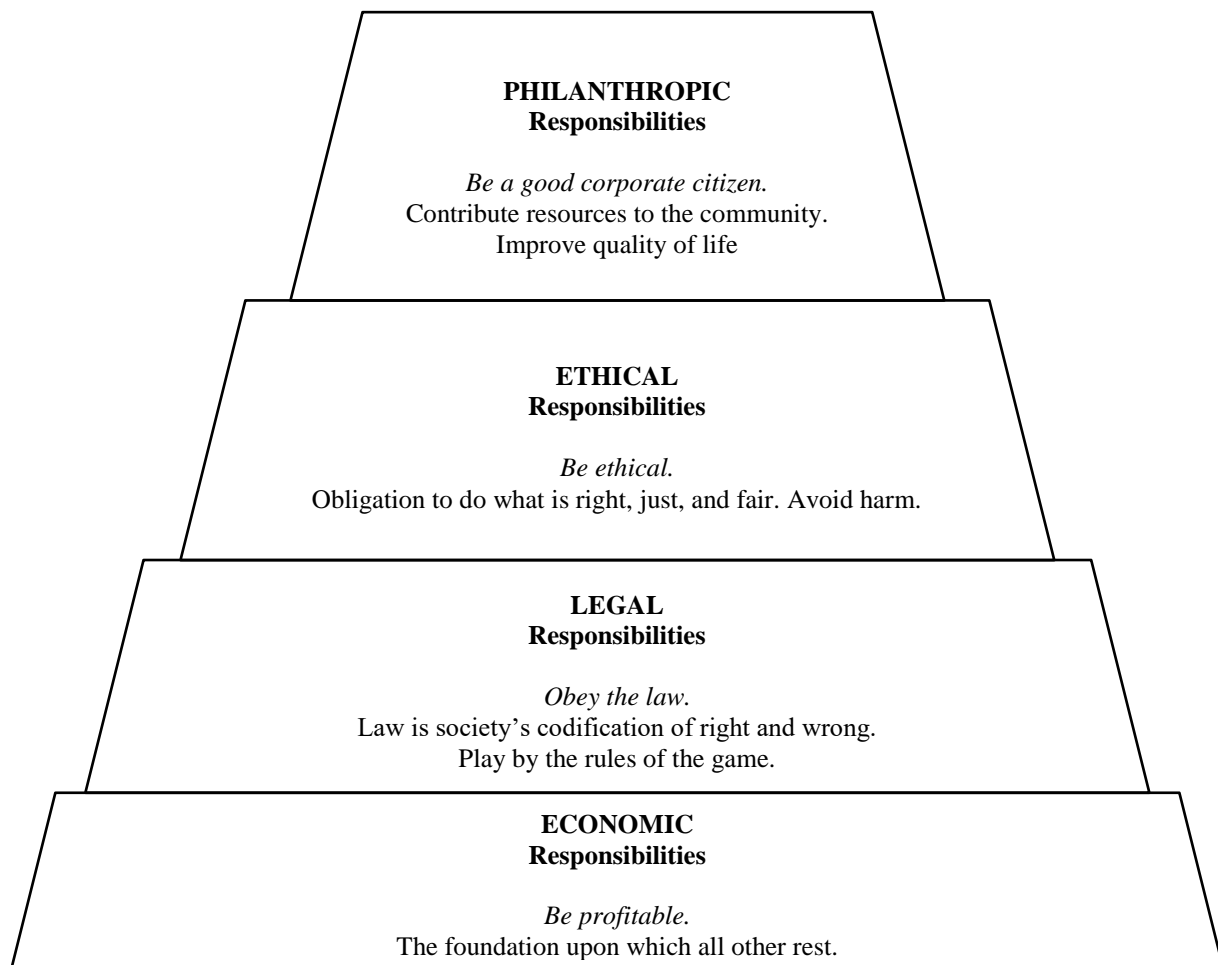 PHILANTHROPIC
Responsibilities
Be a good corporate citizen.
Contribute resources to the community.
Improve quality of life
ETHICAL
Responsibilities
Be ethical.
Obligation to do what is right, just, and fair. Avoid harm.
LEGAL
Responsibilities
Obey the law.
Law is society’s codification of right and wrong.
Play by the rules of the game.
ECONOMIC
Responsibilities
Be profitable.
The foundation upon which all other rest.